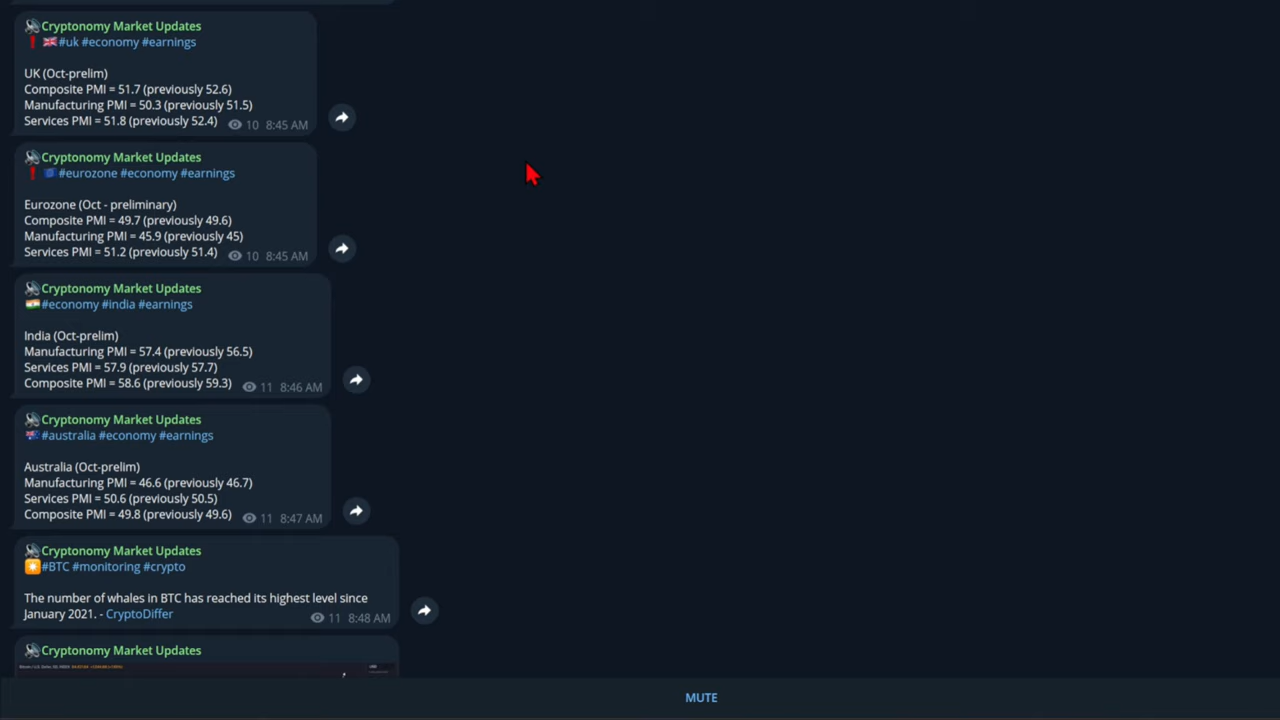 Cryptonomy Market Updates
#uk #economy #earnings
UK (Oct-prelim)
Composite PMI = 51.7 (previously 52.6)
Manufacturing PMI = 50.3 (previously 51.5)
Services PMI = 51.8 (previously 52.4)
10 8:45 AM
Cryptonomy Market Updates
#eurozone #economy #earnings
Eurozone (Oct - preliminary)
Composite PMI = 49.7 (previously 49.6)
Manufacturing PMI = 45.9 (previously 45)
Services PMI = 51.2 (previously 51.4)
10 8:45 AM
Cryptonomy Market Updates
#economy #india #earnings
India (Oct-prelim)
Manufacturing PMI = 57.4 (previously 56.5)
Services PMI = 57.9 (previously 57.7)
Composite PMI = 58.6 (previously 59.3)
11 8:46 AM
Cryptonomy Market Updates
#australia #economy #earnings
Australia (Oct-prelim)
Manufacturing PMI = 46.6 (previously 46.7)
Services PMI = 50.6 (previously 50.5)
Composite PMI = 49.8 (previously 49.6)
11 8:47 AM
Cryptonomy Market Updates
#BTC #monitoring #crypto
The number of whales in BTC has reached its highest level since
January 2021. - CryptoDiffer
11 8:48 AM
Cryptonomy Market Updates
MUTE